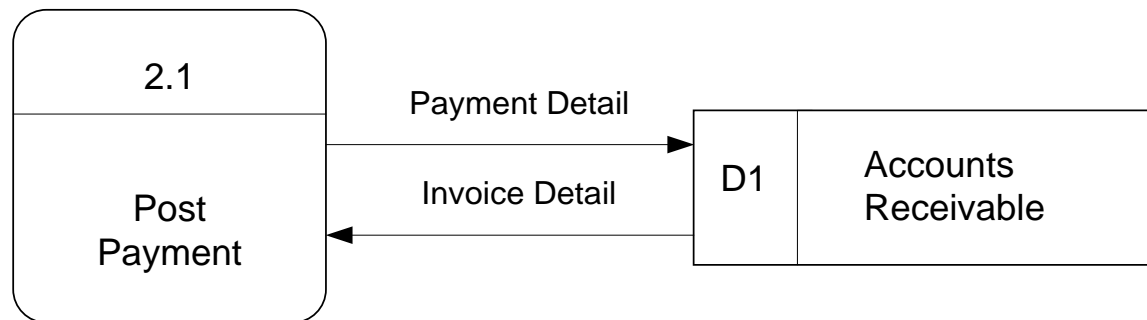 2.1
Post
Payment
Payment Detail
Invoice Detail
D1
Accounts
Receivable